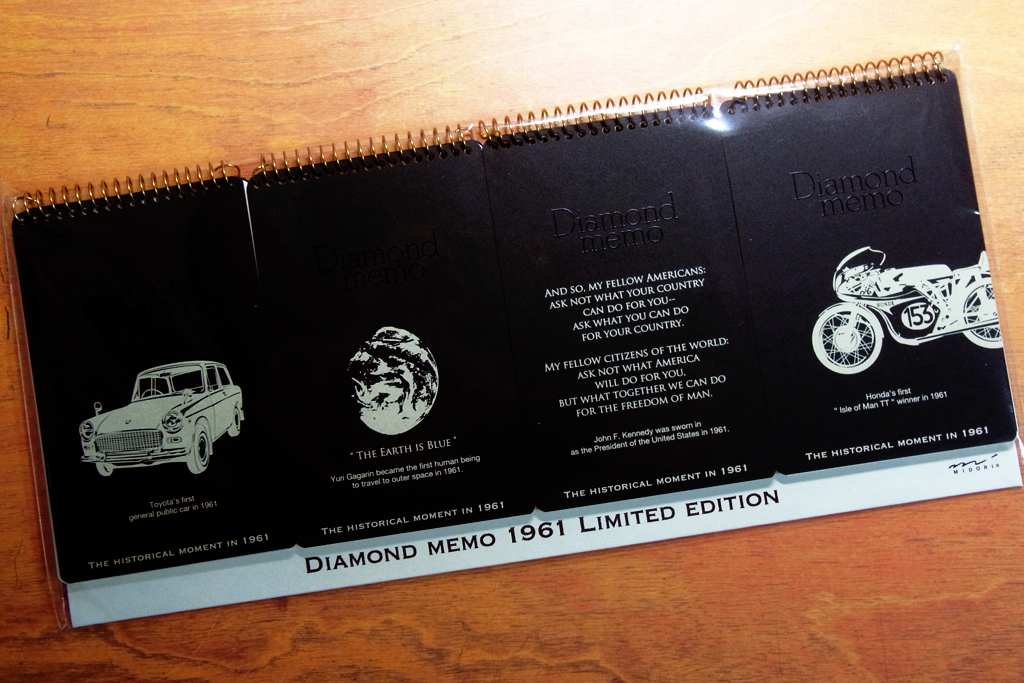 Toyota's first
general public car in 1961
THE HISTORICAL MOMENT IN 1961
Diamond
memo
" THE EARTH IS BLUE "
Yuri Gagarin became the first human being
to travel to outer space in 1961.
THE HISTORICAL MOMENT IN 1961
Diamond
memo
AND SO, MY FELLOW AMERICANS:
ASK NOT WHAT YOUR COUNTRY
CAN DO FOR YOU--
ASK WHAT YOU CAN DO
FOR YOUR COUNTRY.
MY FELLOW CITIZENS OF THE WORLD:
ASK NOT WHAT AMERICA
WILL DO FOR YOU,
BUT WHAT TOGETHER WE CAN DO
FOR THE FREEDOM OF MAN.
John F. Kennedy was sworn in
as the President of the United States in 1961.
THE HISTORICAL MOMENT IN 1961
Diamond
memo
HONDA
153
Honda's first
" Isle of Man TT " winner in 1961
THE HISTORICAL MOMENT IN 1961
MIDORI
DIAMOND MEMO 1961 LIMITED EDITION